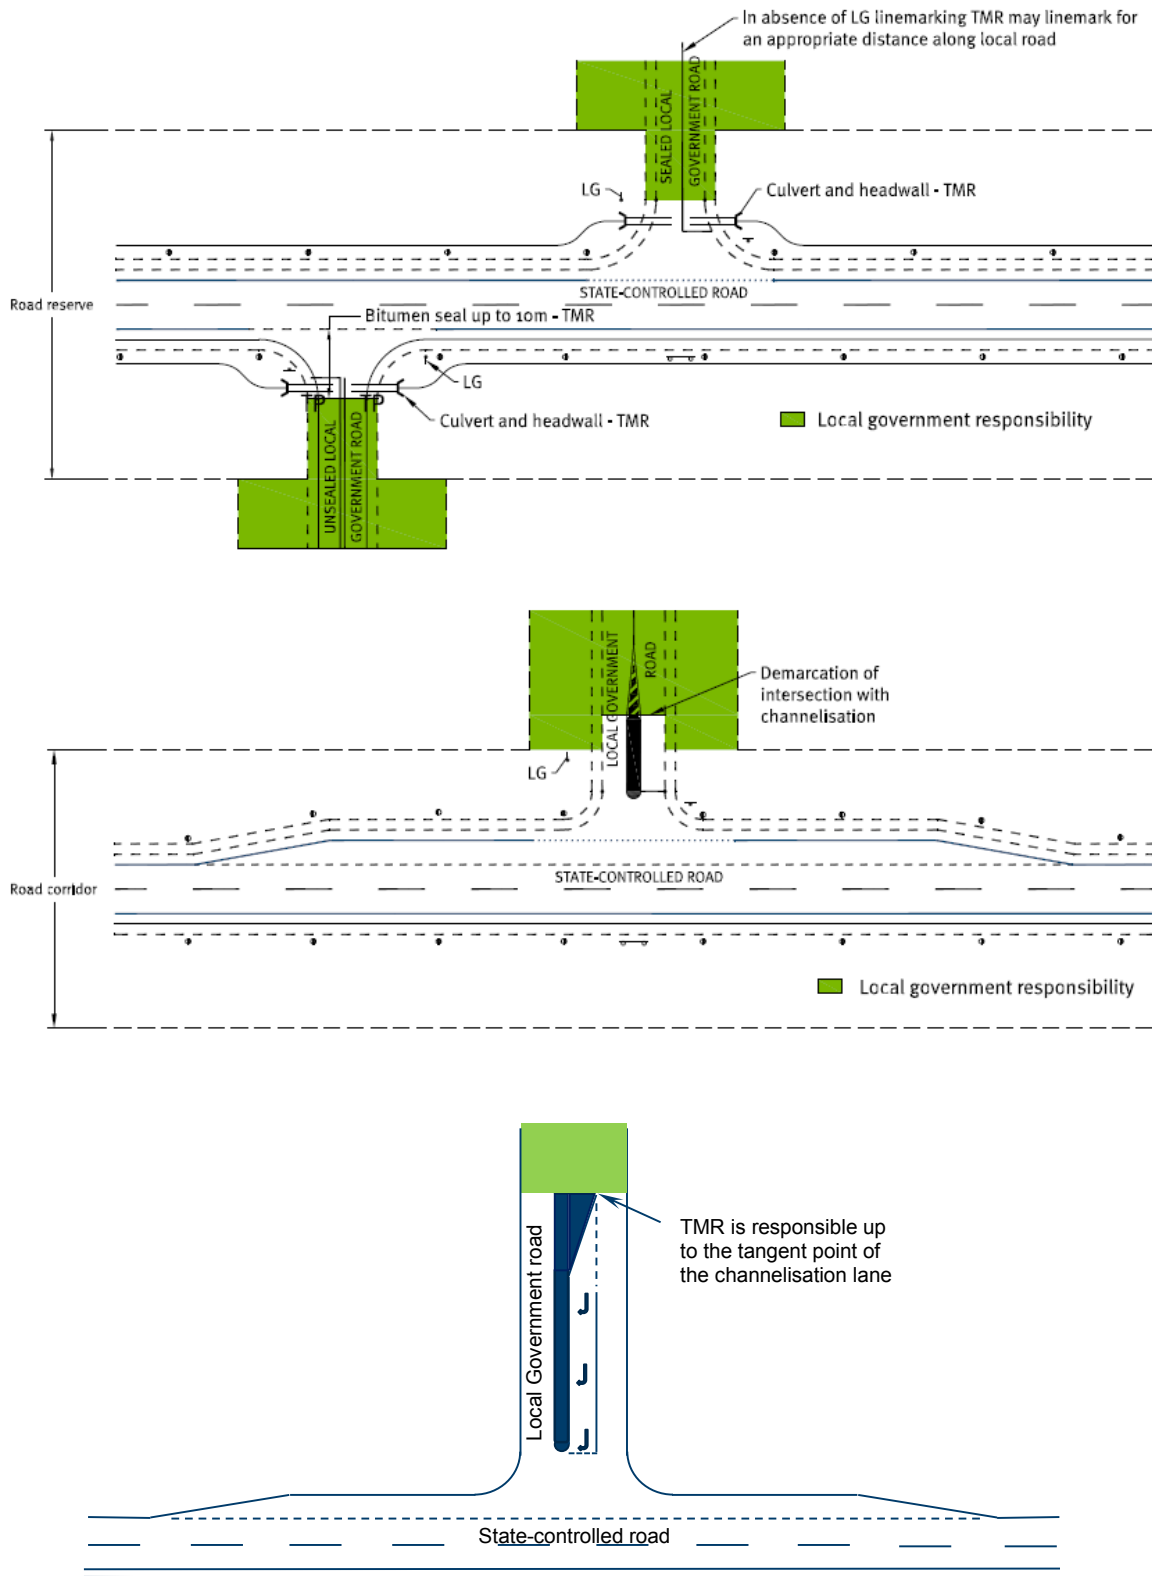 In absence of LG linemarking TMR may linemark for
an appropriate distance along local road
SEALED LOCAL
GOVERNMENT ROAD
LG
Culvert and headwall - TMR
STATE-CONTROLLED ROAD
Road reserve
Bitumen seal up to 10m - TMR
LG
Culvert and headwall - TMR
Local government responsibility
UNSEALED LOCAL
GOVERNMENT ROAD
LOCAL GOVERNMENT
ROAD
Demarcation of
intersection with
channelisation
LG
STATE-CONTROLLED ROAD
Road corridor
Local government responsibility
Local Government road
TMR is responsible up
to the tangent point of
the channelisation lane
State-controlled road